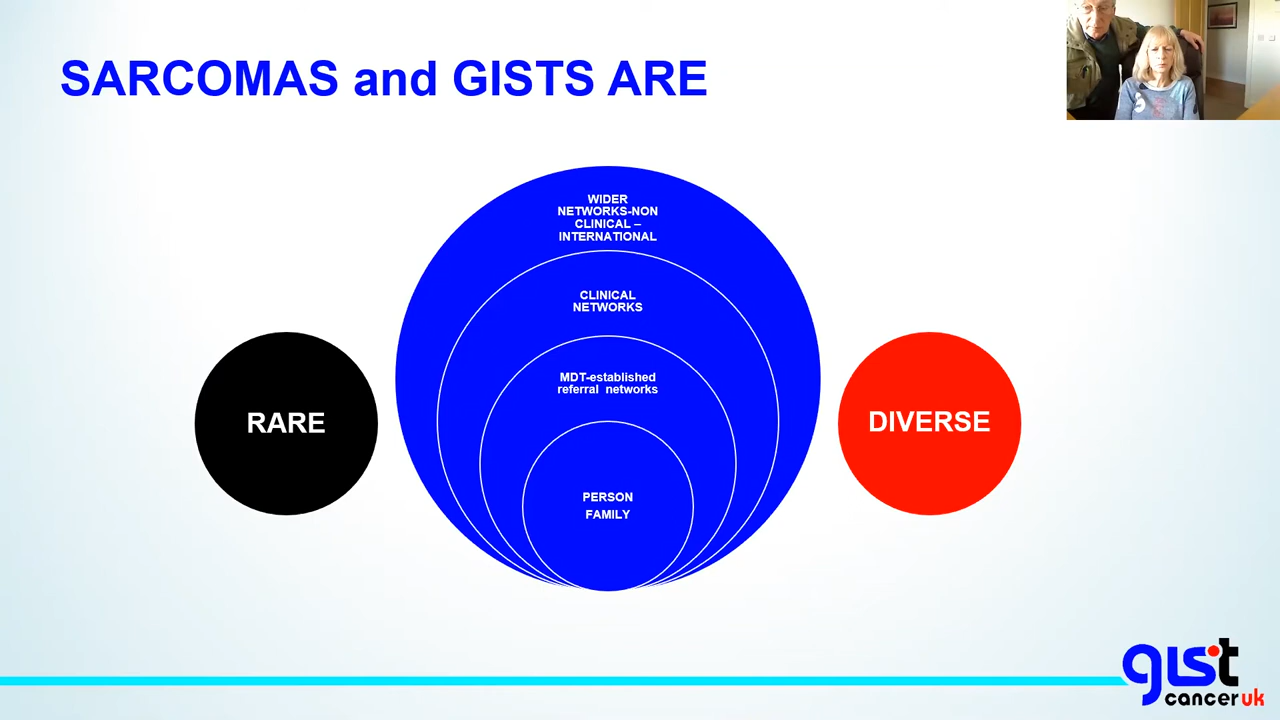 SARCOMAS and GISTS ARE
WIDER
NETWORKS-NON
CLINICAL –
INTERNATIONAL
CLINICAL
NETWORKS
MDT-established
referral networks
PERSON
FAMILY
RARE
DIVERSE
gist
cancer uk